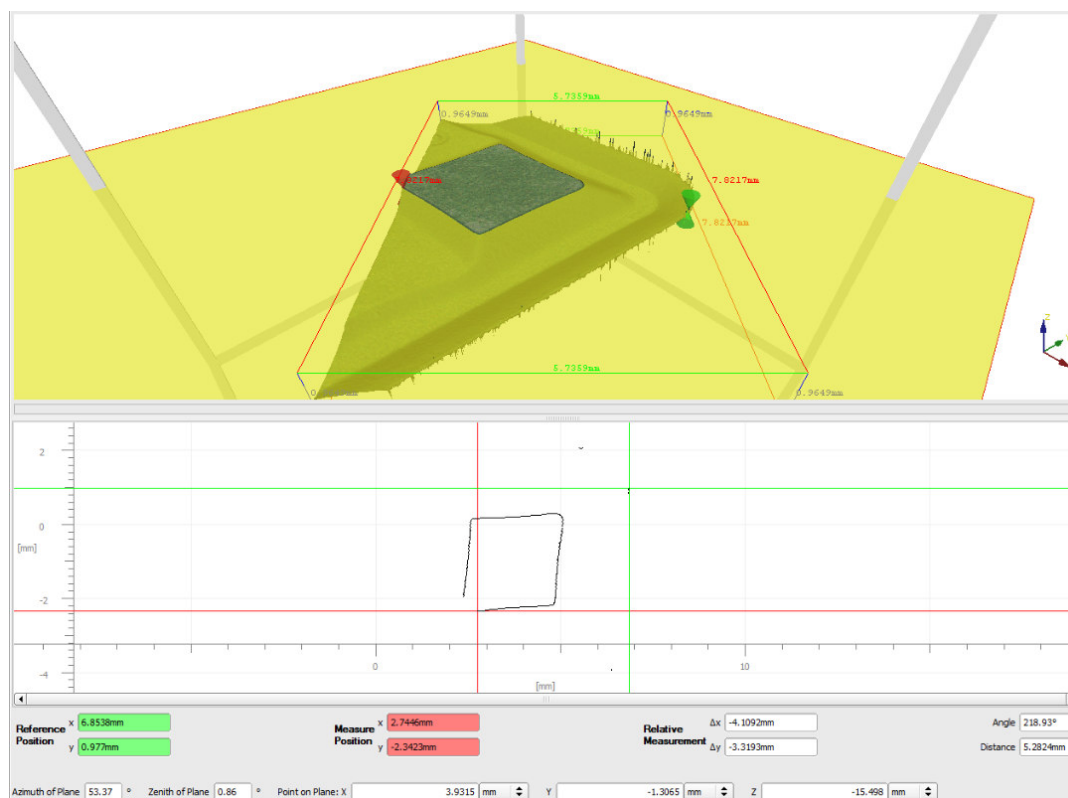 5.7359mm
0.9649mm
0.9649mm
7.8217mm
7.8217mm
7.8217mm
5.7359mm
0.9649mm
Z
2
0
[mm]
-2
-4
0
10
[mm]
Reference Position
x 6.8538mm
y 0.977mm
Measure Position
x 2.7446mm
y -2.3423mm
Relative Measurement
Δx -4.1092mm
Δy -3.3193mm
Angle 218.93°
Distance 5.2824mm
Azimuth of Plane 53.37 ° Zenith of Plane 0.86 ° Point on Plane: X 3.9315 mm Y -1.3065 mm Z -15.498 mm